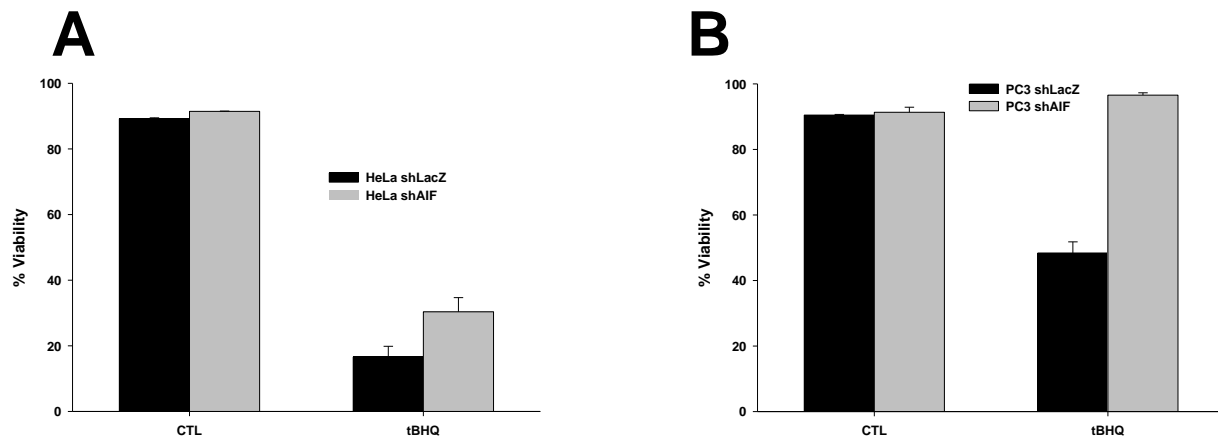 A
B
% Viability
100
80
60
40
20
0
HeLa shLacZ
HeLa shAIF
CTL
tBHQ
% Viability
100
80
60
40
20
0
PC3 shLacZ
PC3 shAIF
CTL
tBHQ